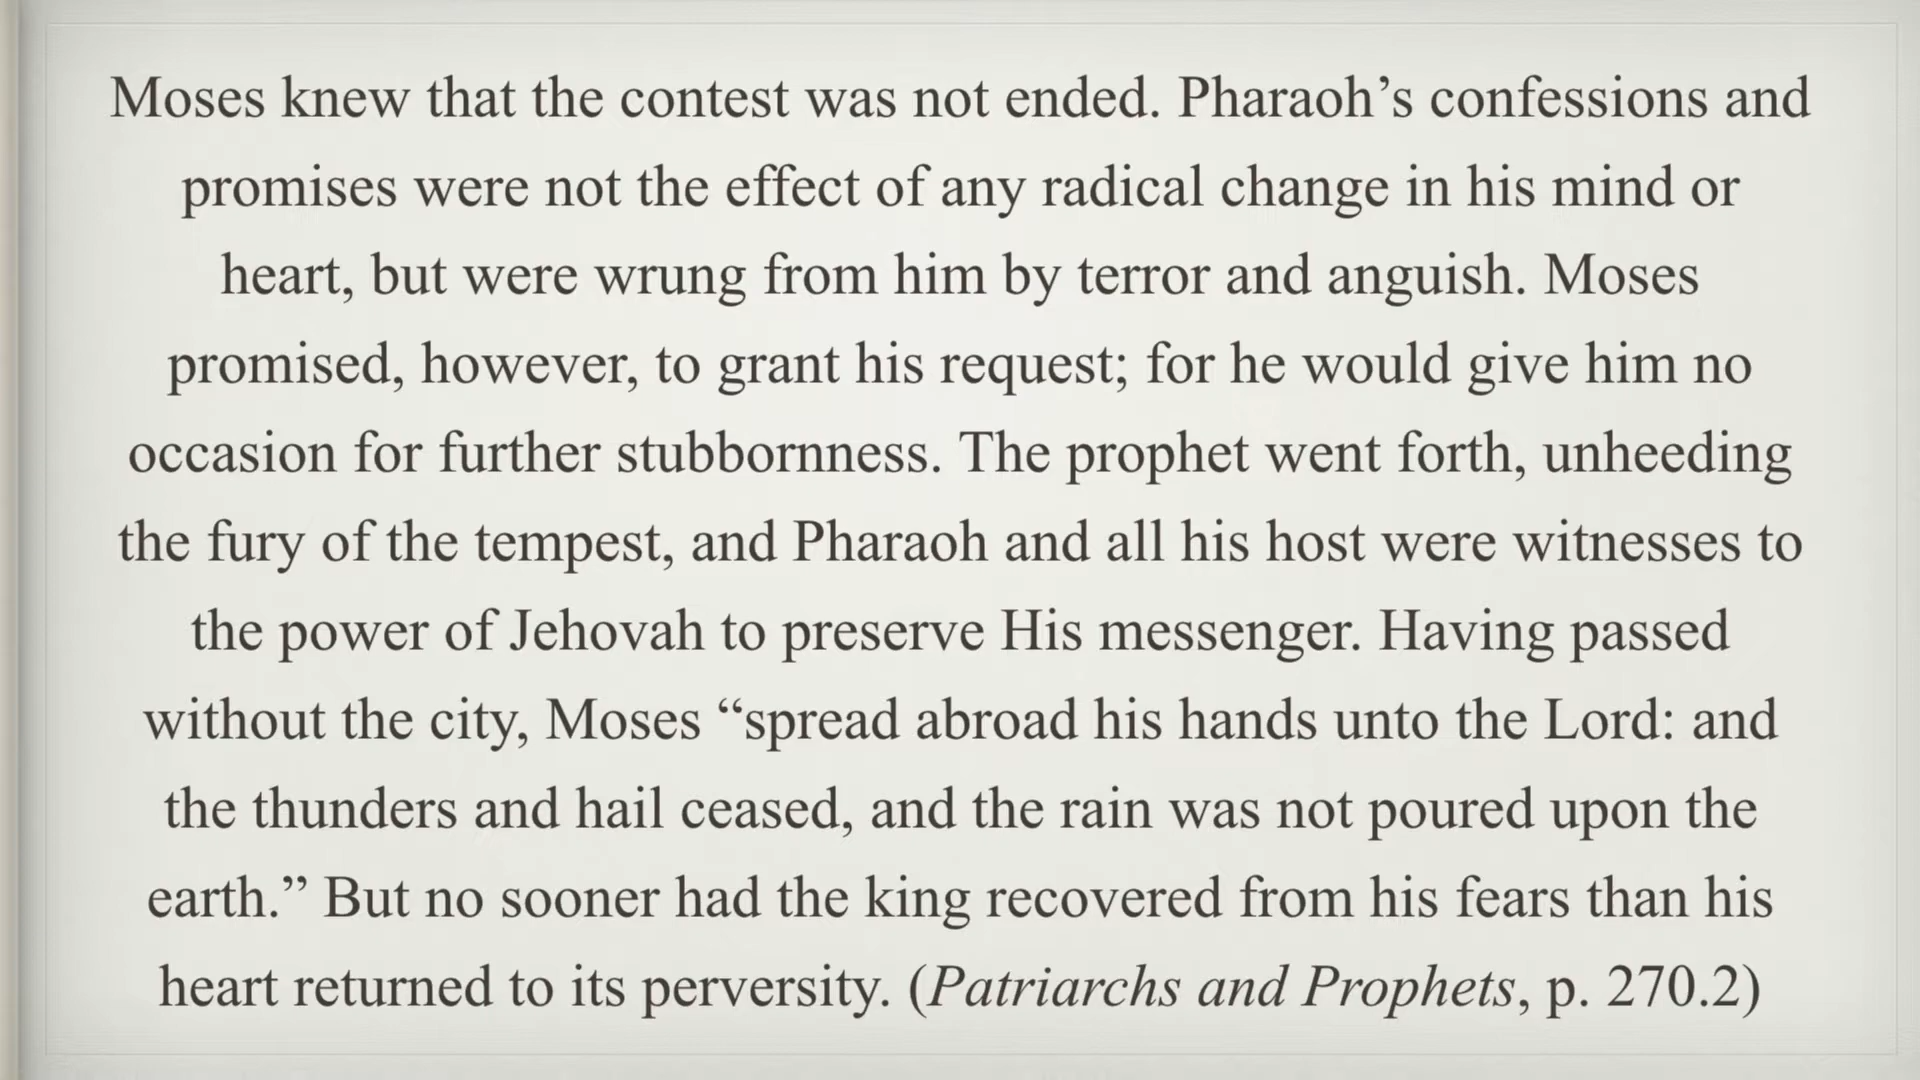 Moses knew that the contest was not ended. Pharaoh’s confessions and
promises were not the effect of any radical change in his mind or
heart, but were wrung from him by terror and anguish. Moses
promised, however, to grant his request; for he would give him no
occasion for further stubbornness. The prophet went forth, unheeding
the fury of the tempest, and Pharaoh and all his host were witnesses to
the power of Jehovah to preserve His messenger. Having passed
without the city, Moses “spread abroad his hands unto the Lord: and
the thunders and hail ceased, and the rain was not poured upon the
earth.” But no sooner had the king recovered from his fears than his
heart returned to its perversity. (Patriarchs and Prophets, p. 270.2)